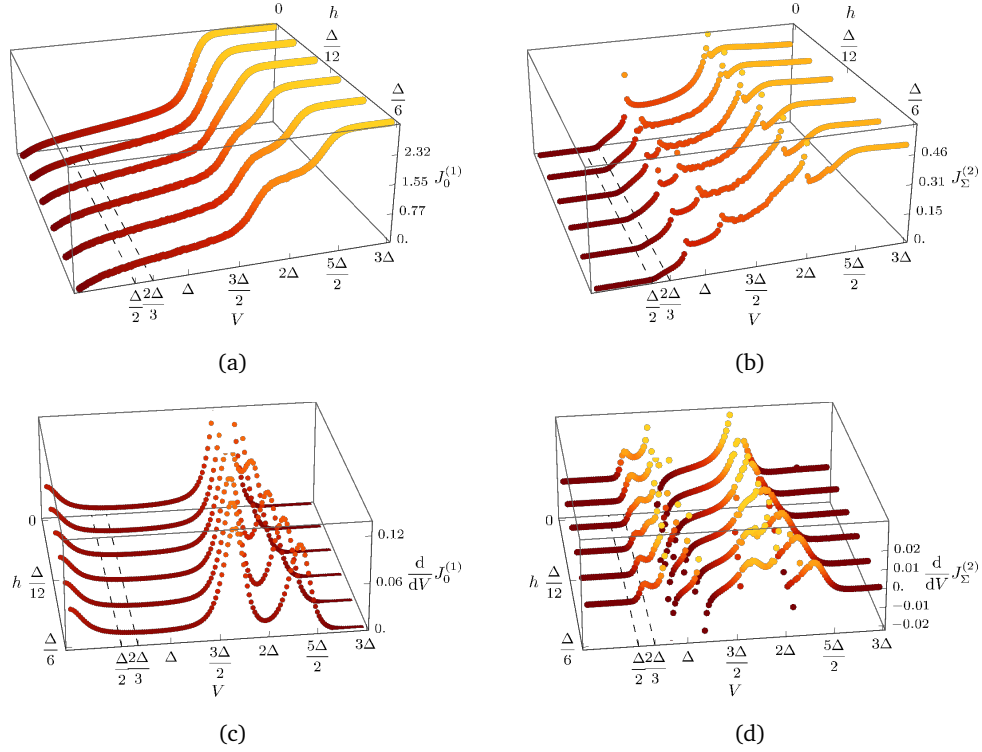 0
h
Δ/12
Δ/6
2.32
1.55 J₀⁽¹⁾
0.77
0.
Δ/2 2Δ/3 Δ 3Δ/2 2Δ 5Δ/2 3Δ
V
(a)
0
h
Δ/12
Δ/6
0.46
0.31 J_Σ⁽²⁾
0.15
0.
Δ/2 2Δ/3 Δ 3Δ/2 2Δ 5Δ/2 3Δ
V
(b)
0
h Δ/12
Δ/6
0.12
0.06 d/dV J₀⁽¹⁾
0.
Δ/2 2Δ/3 Δ 3Δ/2 2Δ 5Δ/2 3Δ
V
(c)
0
h Δ/12
Δ/6
0.02
0.01 d/dV J_Σ⁽²⁾
0.
−0.01
−0.02
Δ/2 2Δ/3 Δ 3Δ/2 2Δ 5Δ/2 3Δ
V
(d)